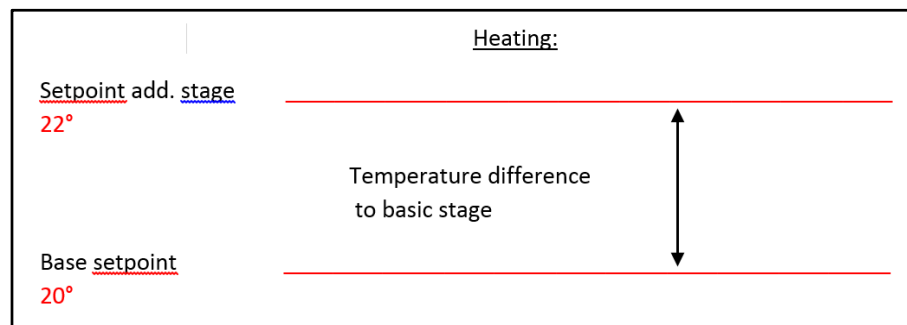 Heating:
Setpoint add. stage
22°
Temperature difference
to basic stage
Base setpoint
20°